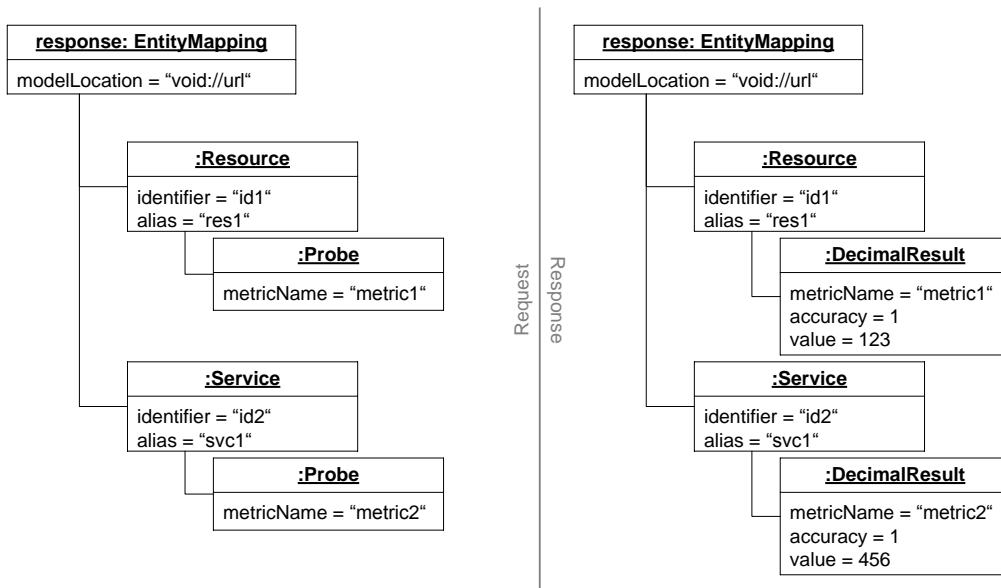 response: EntityMapping
modelLocation = “void://url“
:Resource
identifier = “id1“
alias = “res1“
:Probe
metricName = “metric1“
:Service
identifier = “id2“
alias = “svc1“
:Probe
metricName = “metric2“
Request
Response
response: EntityMapping
modelLocation = “void://url“
:Resource
identifier = “id1“
alias = “res1“
:DecimalResult
metricName = “metric1“
accuracy = 1
value = 123
:Service
identifier = “id2“
alias = “svc1“
:DecimalResult
metricName = “metric2“
accuracy = 1
value = 456